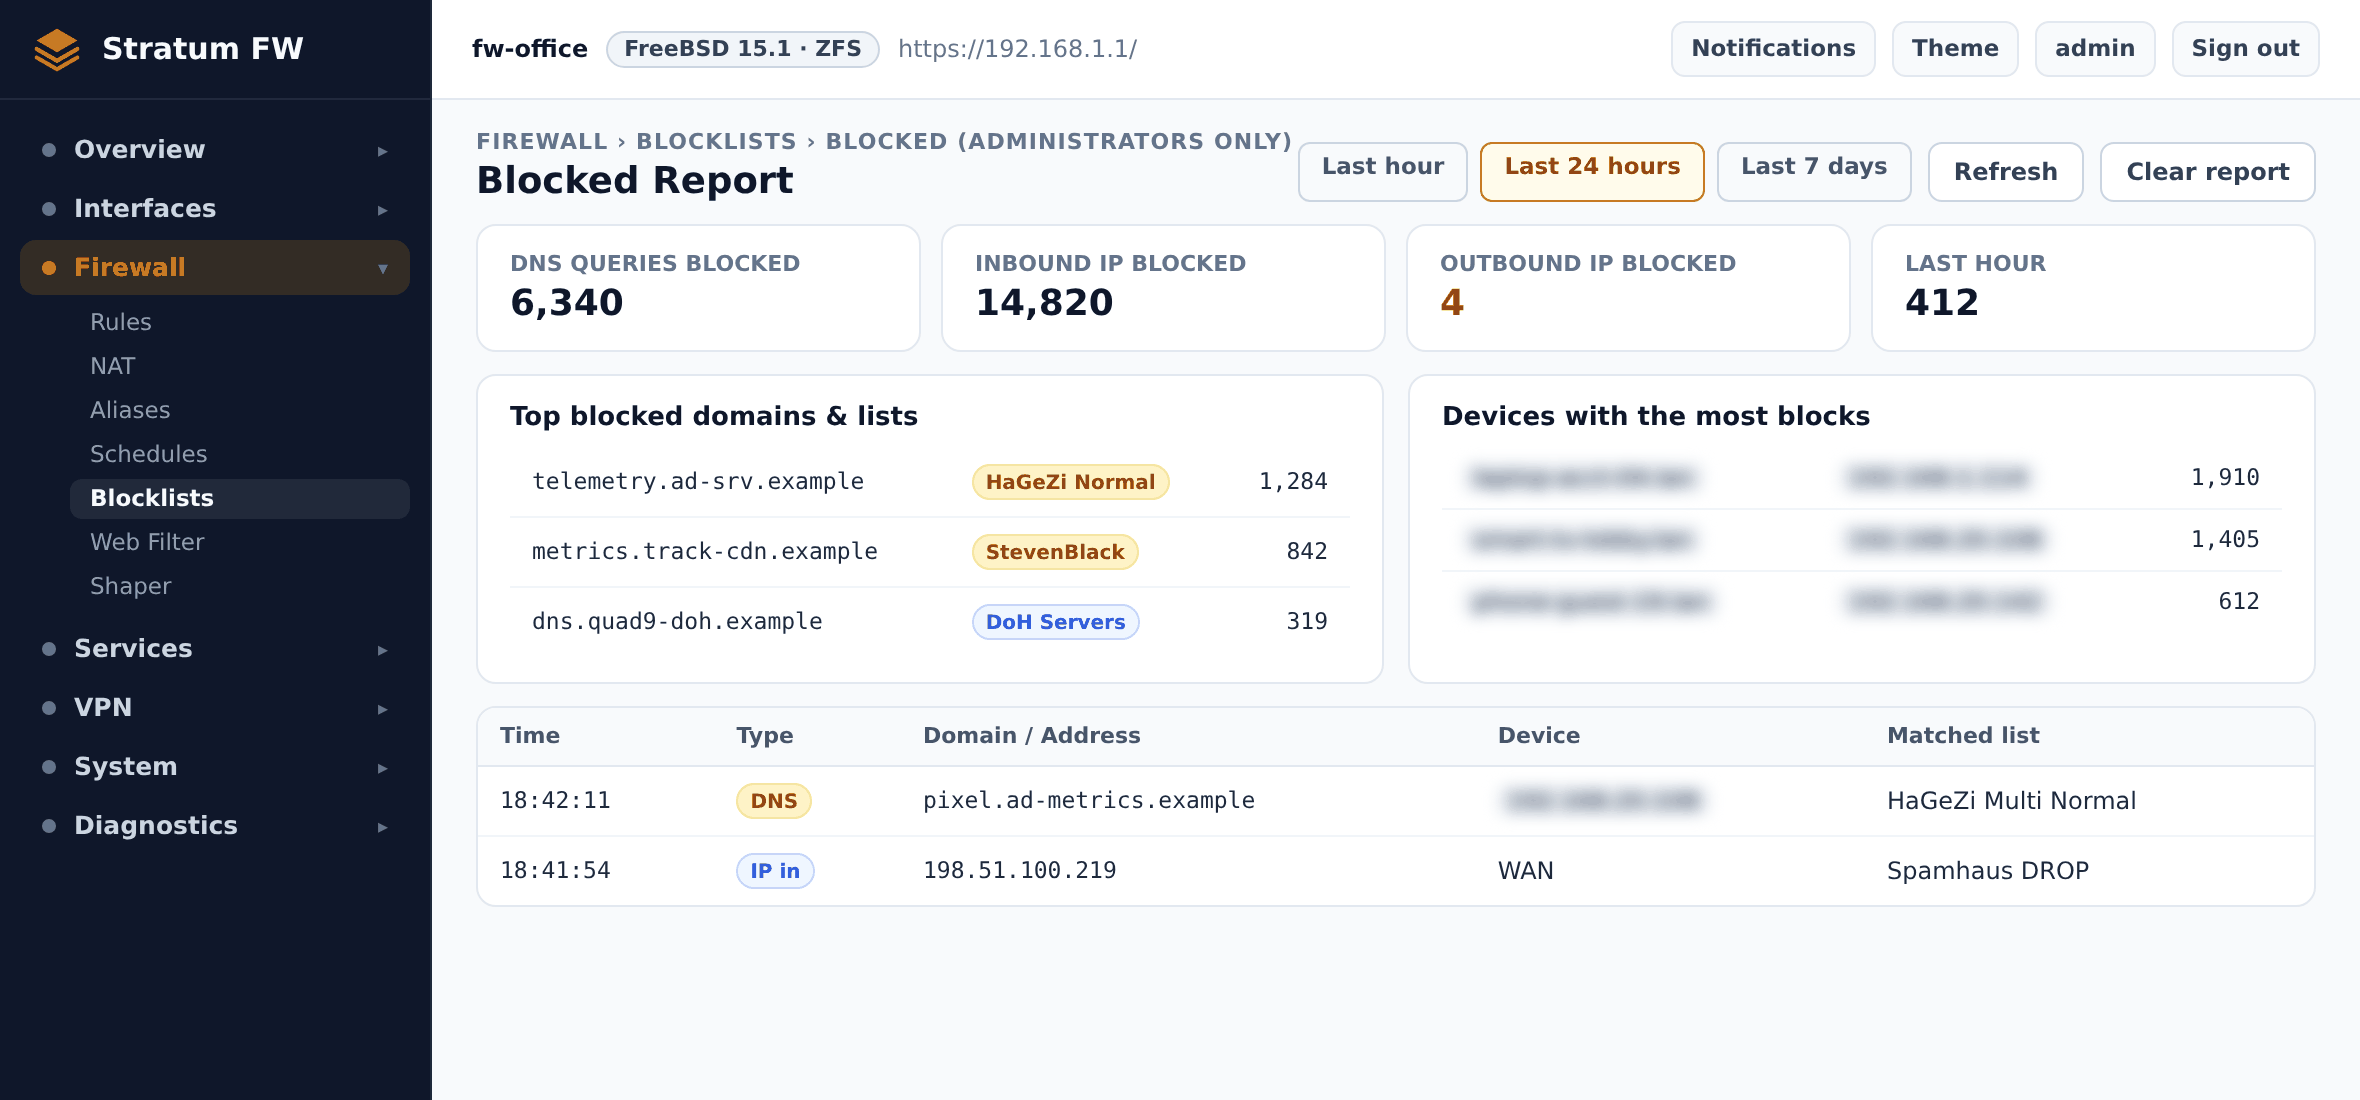 Stratum FW
fw-office FreeBSD 15.1 · ZFS https://192.168.1.1/ Notifications Theme admin Sign out
Overview
Interfaces
Firewall
Rules
NAT
Aliases
Schedules
Blocklists
Web Filter
Shaper
Services
VPN
System
Diagnostics
FIREWALL › BLOCKLISTS › BLOCKED (ADMINISTRATORS ONLY)
Blocked Report
Last hour Last 24 hours Last 7 days Refresh Clear report
DNS QUERIES BLOCKED
6,340
INBOUND IP BLOCKED
14,820
OUTBOUND IP BLOCKED
4
LAST HOUR
412
Top blocked domains & lists
telemetry.ad-srv.example HaGeZi Normal 1,284
metrics.track-cdn.example StevenBlack 842
dns.quad9-doh.example DoH Servers 319
Devices with the most blocks
1,910
1,405
612
Time Type Domain / Address Device Matched list
18:42:11 DNS pixel.ad-metrics.example HaGeZi Multi Normal
18:41:54 IP in 198.51.100.219 WAN Spamhaus DROP